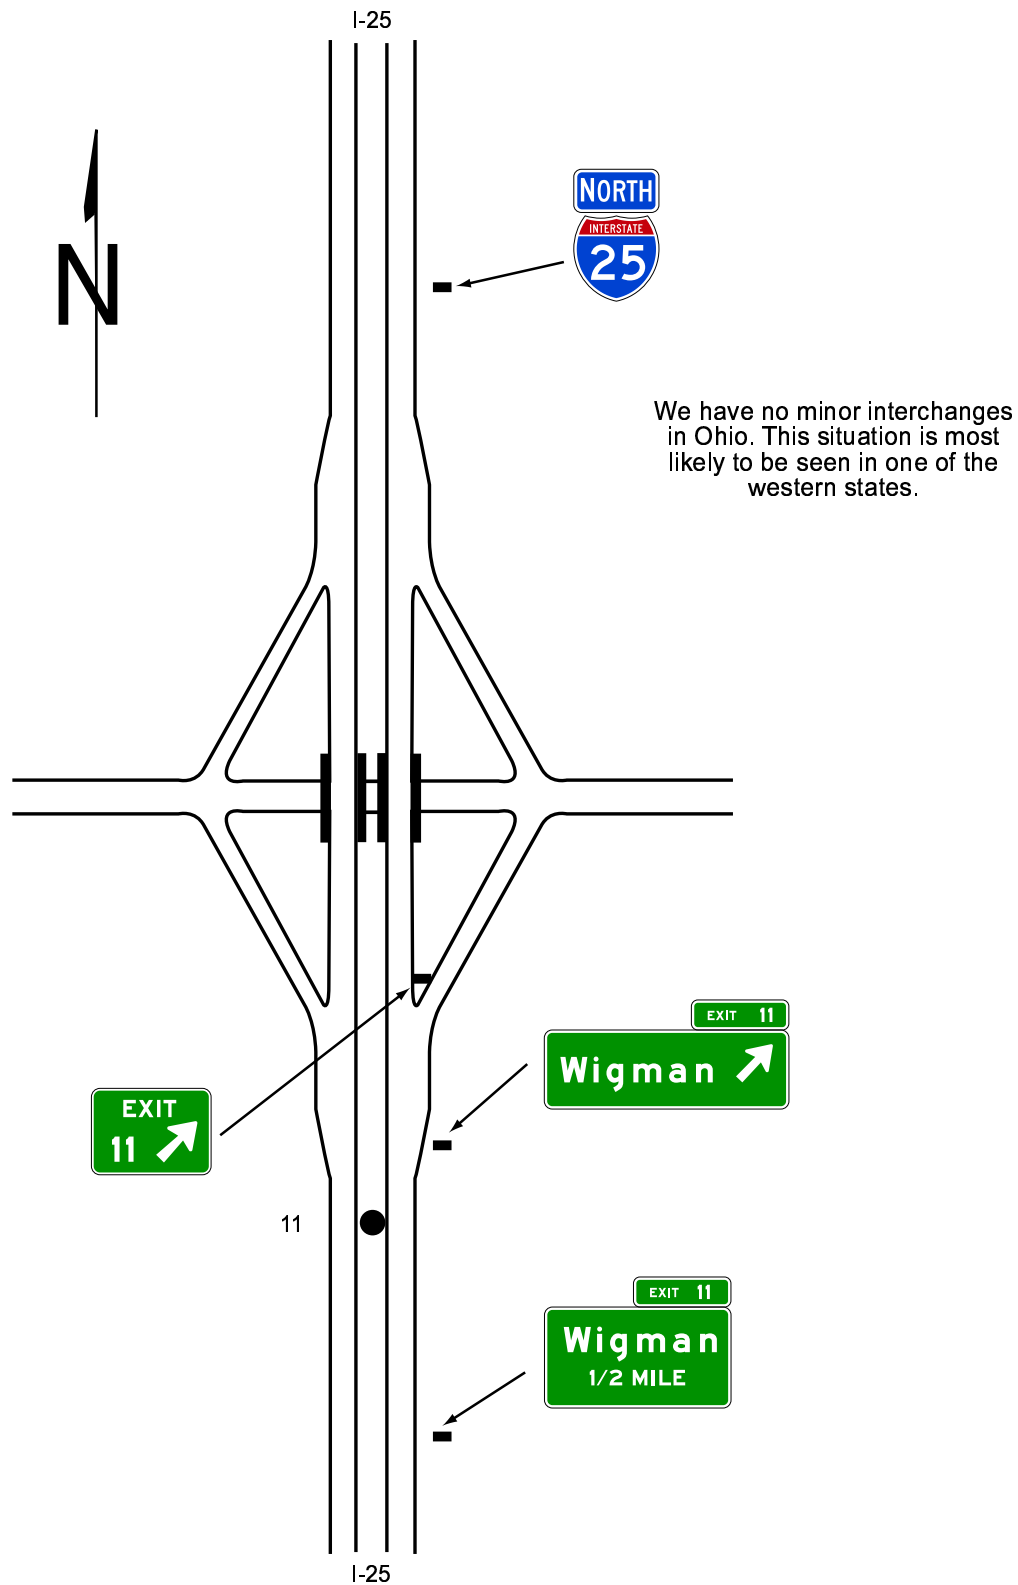 I-25
N
NORTH
INTERSTATE
25
We have no minor interchanges
in Ohio. This situation is most
likely to be seen in one of the
western states.
EXIT 11
Wigman
EXIT
11
11
EXIT 11
Wigman
1/2 MILE
I-25